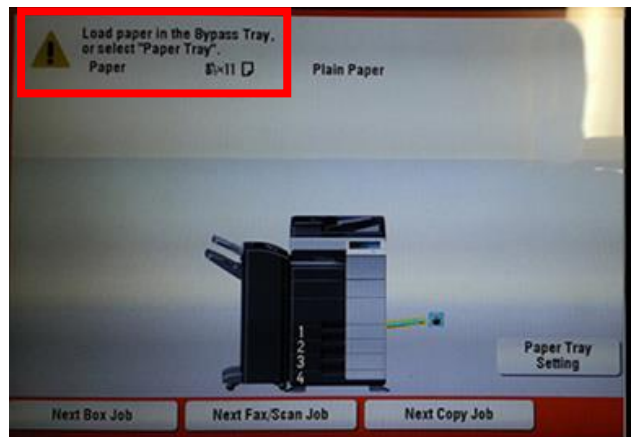 Load paper in the Bypass Tray,
or select "Paper Tray".
Paper 8½×11 Plain Paper
1
2
3
4
Paper Tray
Setting
Next Box Job Next Fax/Scan Job Next Copy Job